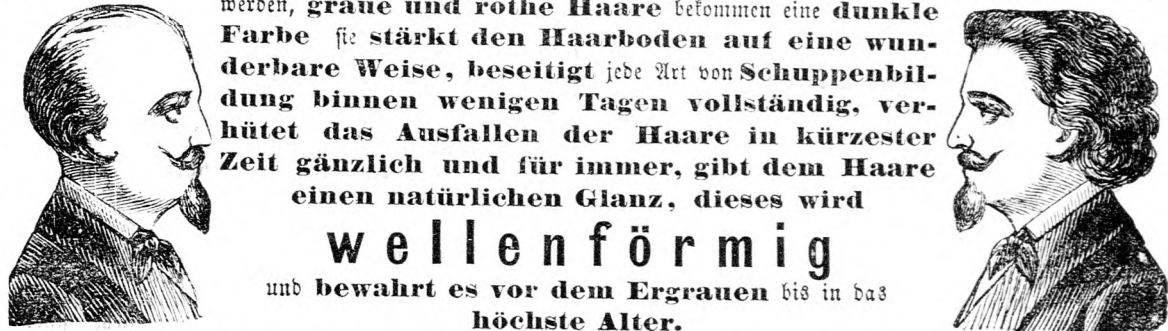 werden, graue und rothe Haare bekommen eine dunkle
Farbe sie stärkt den Haarboden auf eine wun-
derbare Weise, beseitigt jede Art von Schuppenbil-
dung binnen wenigen Tagen vollständig, ver-
hütet das Ausfallen der Haare in kürzester
Zeit gänzlich und für immer, gibt dem Haare
einen natürlichen Glanz, dieses wird
wellenförmig
und bewahrt es vor dem Ergrauen bis in das
höchste Alter.